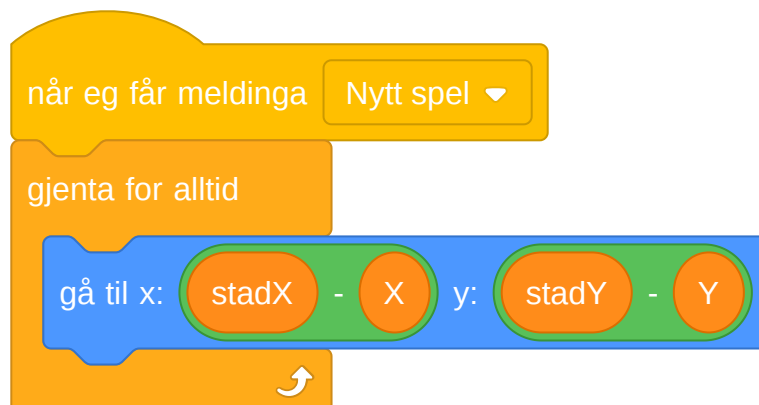 når eg får meldinga Nytt spel
gjenta for alltid
gå til x: stadX - X y: stadY - Y